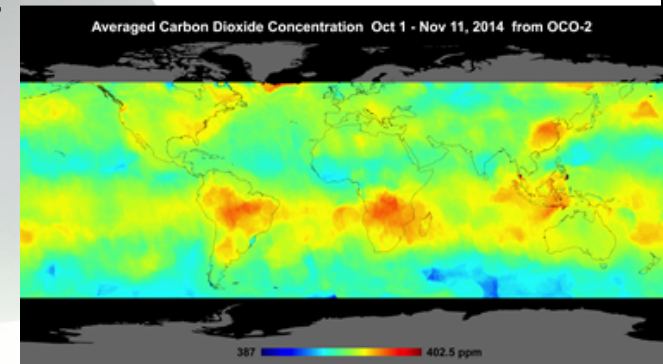 Averaged Carbon Dioxide Concentration Oct 1 - Nov 11, 2014 from OCO-2
387 402.5 ppm